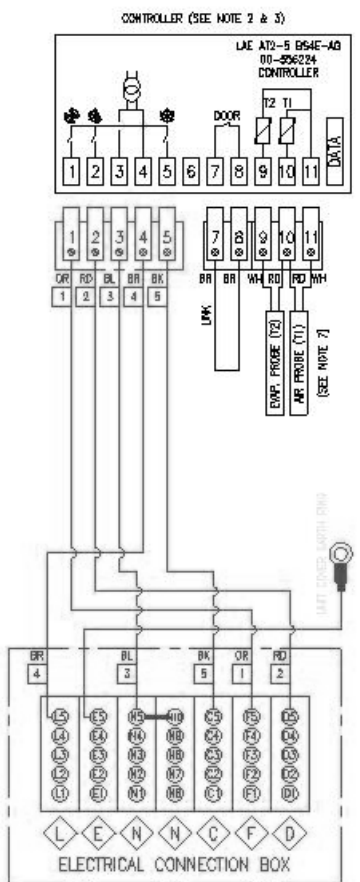 CONTROLLER (SEE NOTE 2 & 3)
LAE AT2-5 BS4E-AG
00-556224
CONTROLLER
T2 T1
DOOR
DATA
1 2 3 4 5 6 7 8 9 10 11
1 2 3 4 5 7 8 9 10 11
OR RD BL BR BK BR BR WH RD RD WH
1 2 3 4 5
LINK
EVAP. PROBE (T2)
AIR PROBE (T1)
(SEE NOTE 7)
UNIT COVER EARTH RING
BR BL BK OR RD
4 3 5 1 2
L5 E5 N5 N10 C5 F5 D5
L4 E4 N4 N9 C4 F4 D4
L3 E3 N3 N8 C3 F3 D3
L2 E2 N2 N7 C2 F2 D2
L1 E1 N1 N6 C1 F1 D1
L E N N C F D
ELECTRICAL CONNECTION BOX